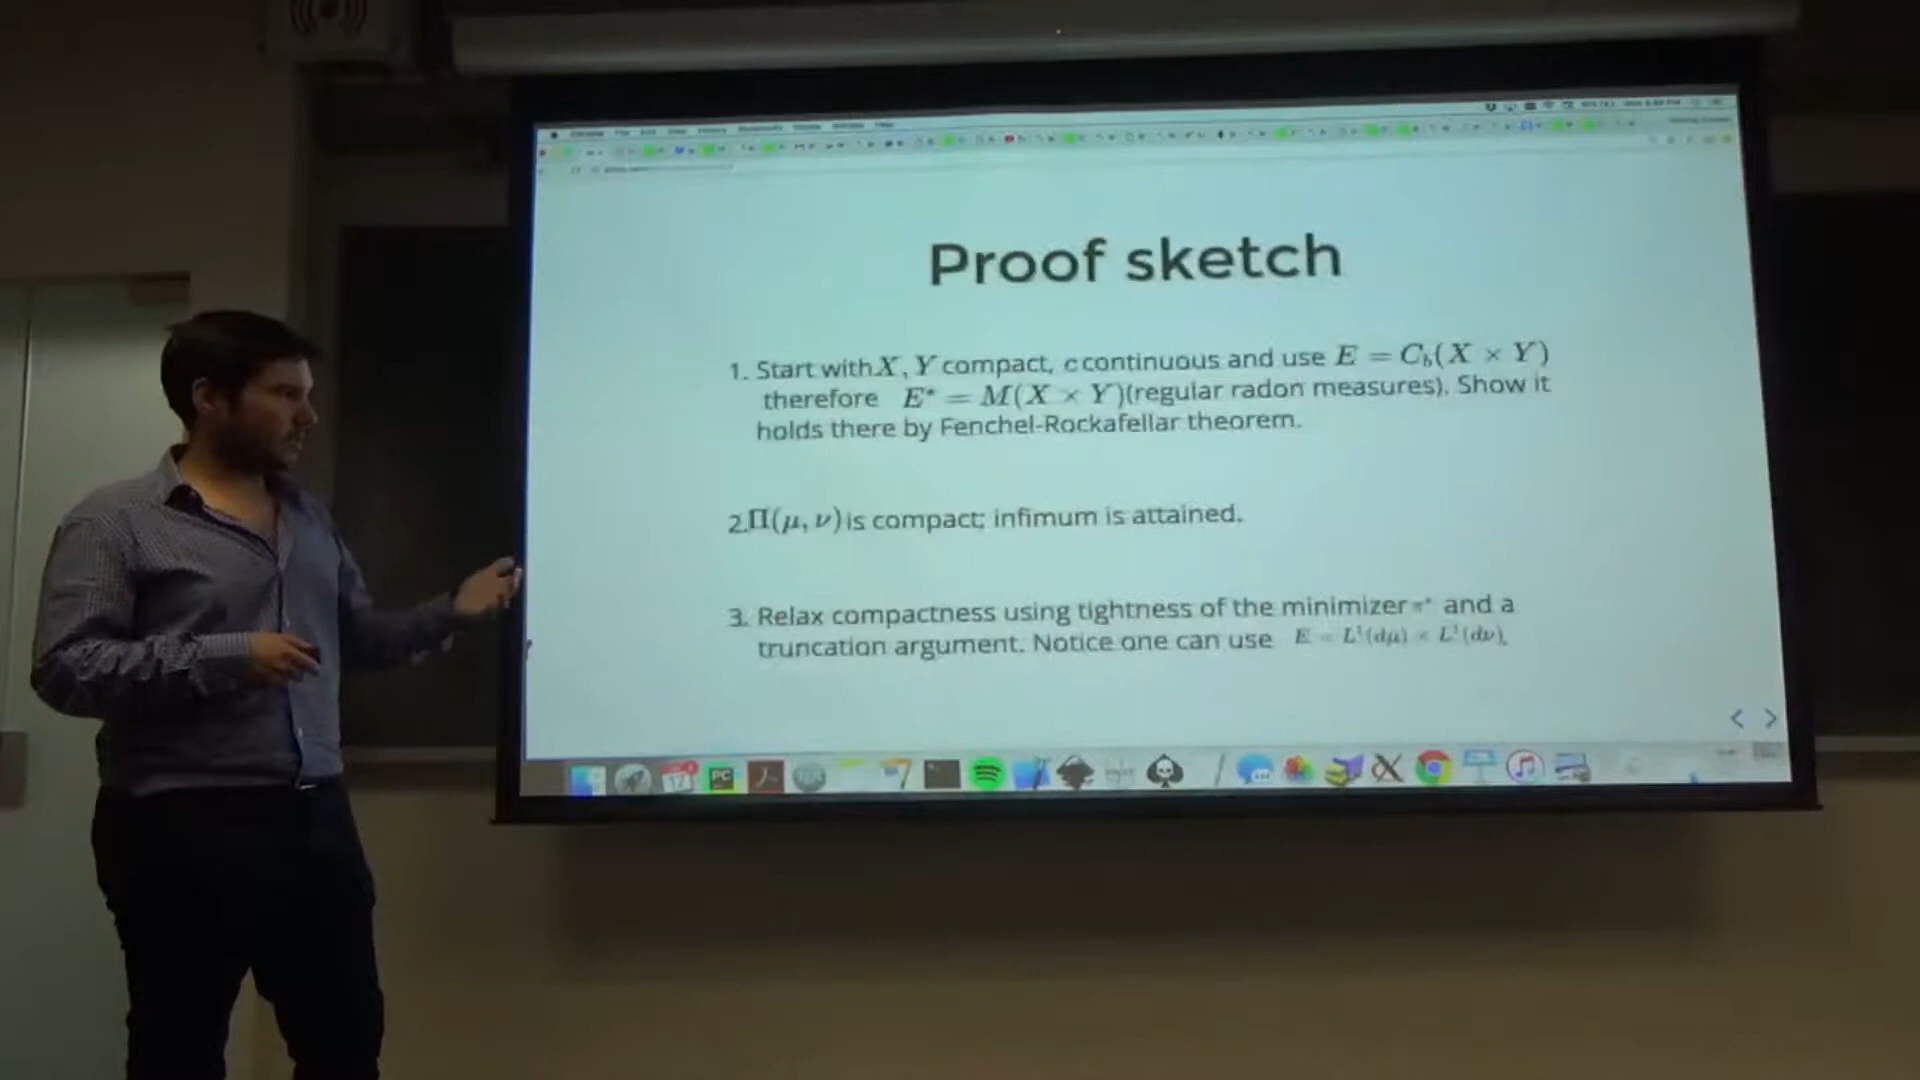 Proof sketch
1. Start with X, Y compact, c continuous and use E = C_b(X × Y)
therefore E* = M(X × Y)(regular radon measures). Show it
holds there by Fenchel-Rockafellar theorem.
2. Π(μ, ν) is compact; infimum is attained.
3. Relax compactness using tightness of the minimizer π* and a
truncation argument. Notice one can use E = L¹(dμ) × L¹(dν).
< >
17
PC